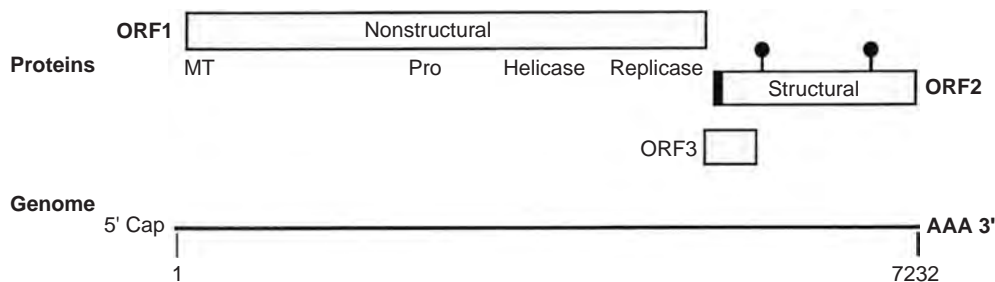 ORF1 Nonstructural
Proteins MT Pro Helicase Replicase
Structural ORF2
ORF3
Genome
5' Cap AAA 3'
1 7232